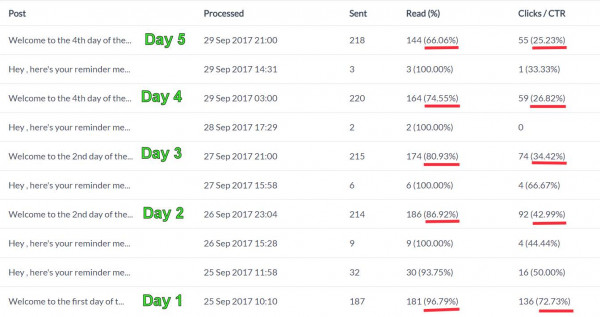 Post Processed Sent Read (%) Clicks / CTR
Welcome to the 4th day of the... Day 5 29 Sep 2017 21:00 218 144 (66.06%) 55 (25.23%)
Hey , here's your reminder me... 29 Sep 2017 14:31 3 3 (100.00%) 1 (33.33%)
Welcome to the 4th day of the... Day 4 29 Sep 2017 03:00 220 164 (74.55%) 59 (26.82%)
Hey , here's your reminder me... 28 Sep 2017 17:29 2 2 (100.00%) 0
Welcome to the 2nd day of the... Day 3 27 Sep 2017 21:00 215 174 (80.93%) 74 (34.42%)
Hey , here's your reminder me... 27 Sep 2017 15:58 6 6 (100.00%) 4 (66.67%)
Welcome to the 2nd day of the... Day 2 26 Sep 2017 23:04 214 186 (86.92%) 92 (42.99%)
Hey , here's your reminder me... 26 Sep 2017 15:28 9 9 (100.00%) 4 (44.44%)
Hey , here's your reminder me... 25 Sep 2017 11:58 32 30 (93.75%) 16 (50.00%)
Welcome to the first day of t... Day 1 25 Sep 2017 10:10 187 181 (96.79%) 136 (72.73%)